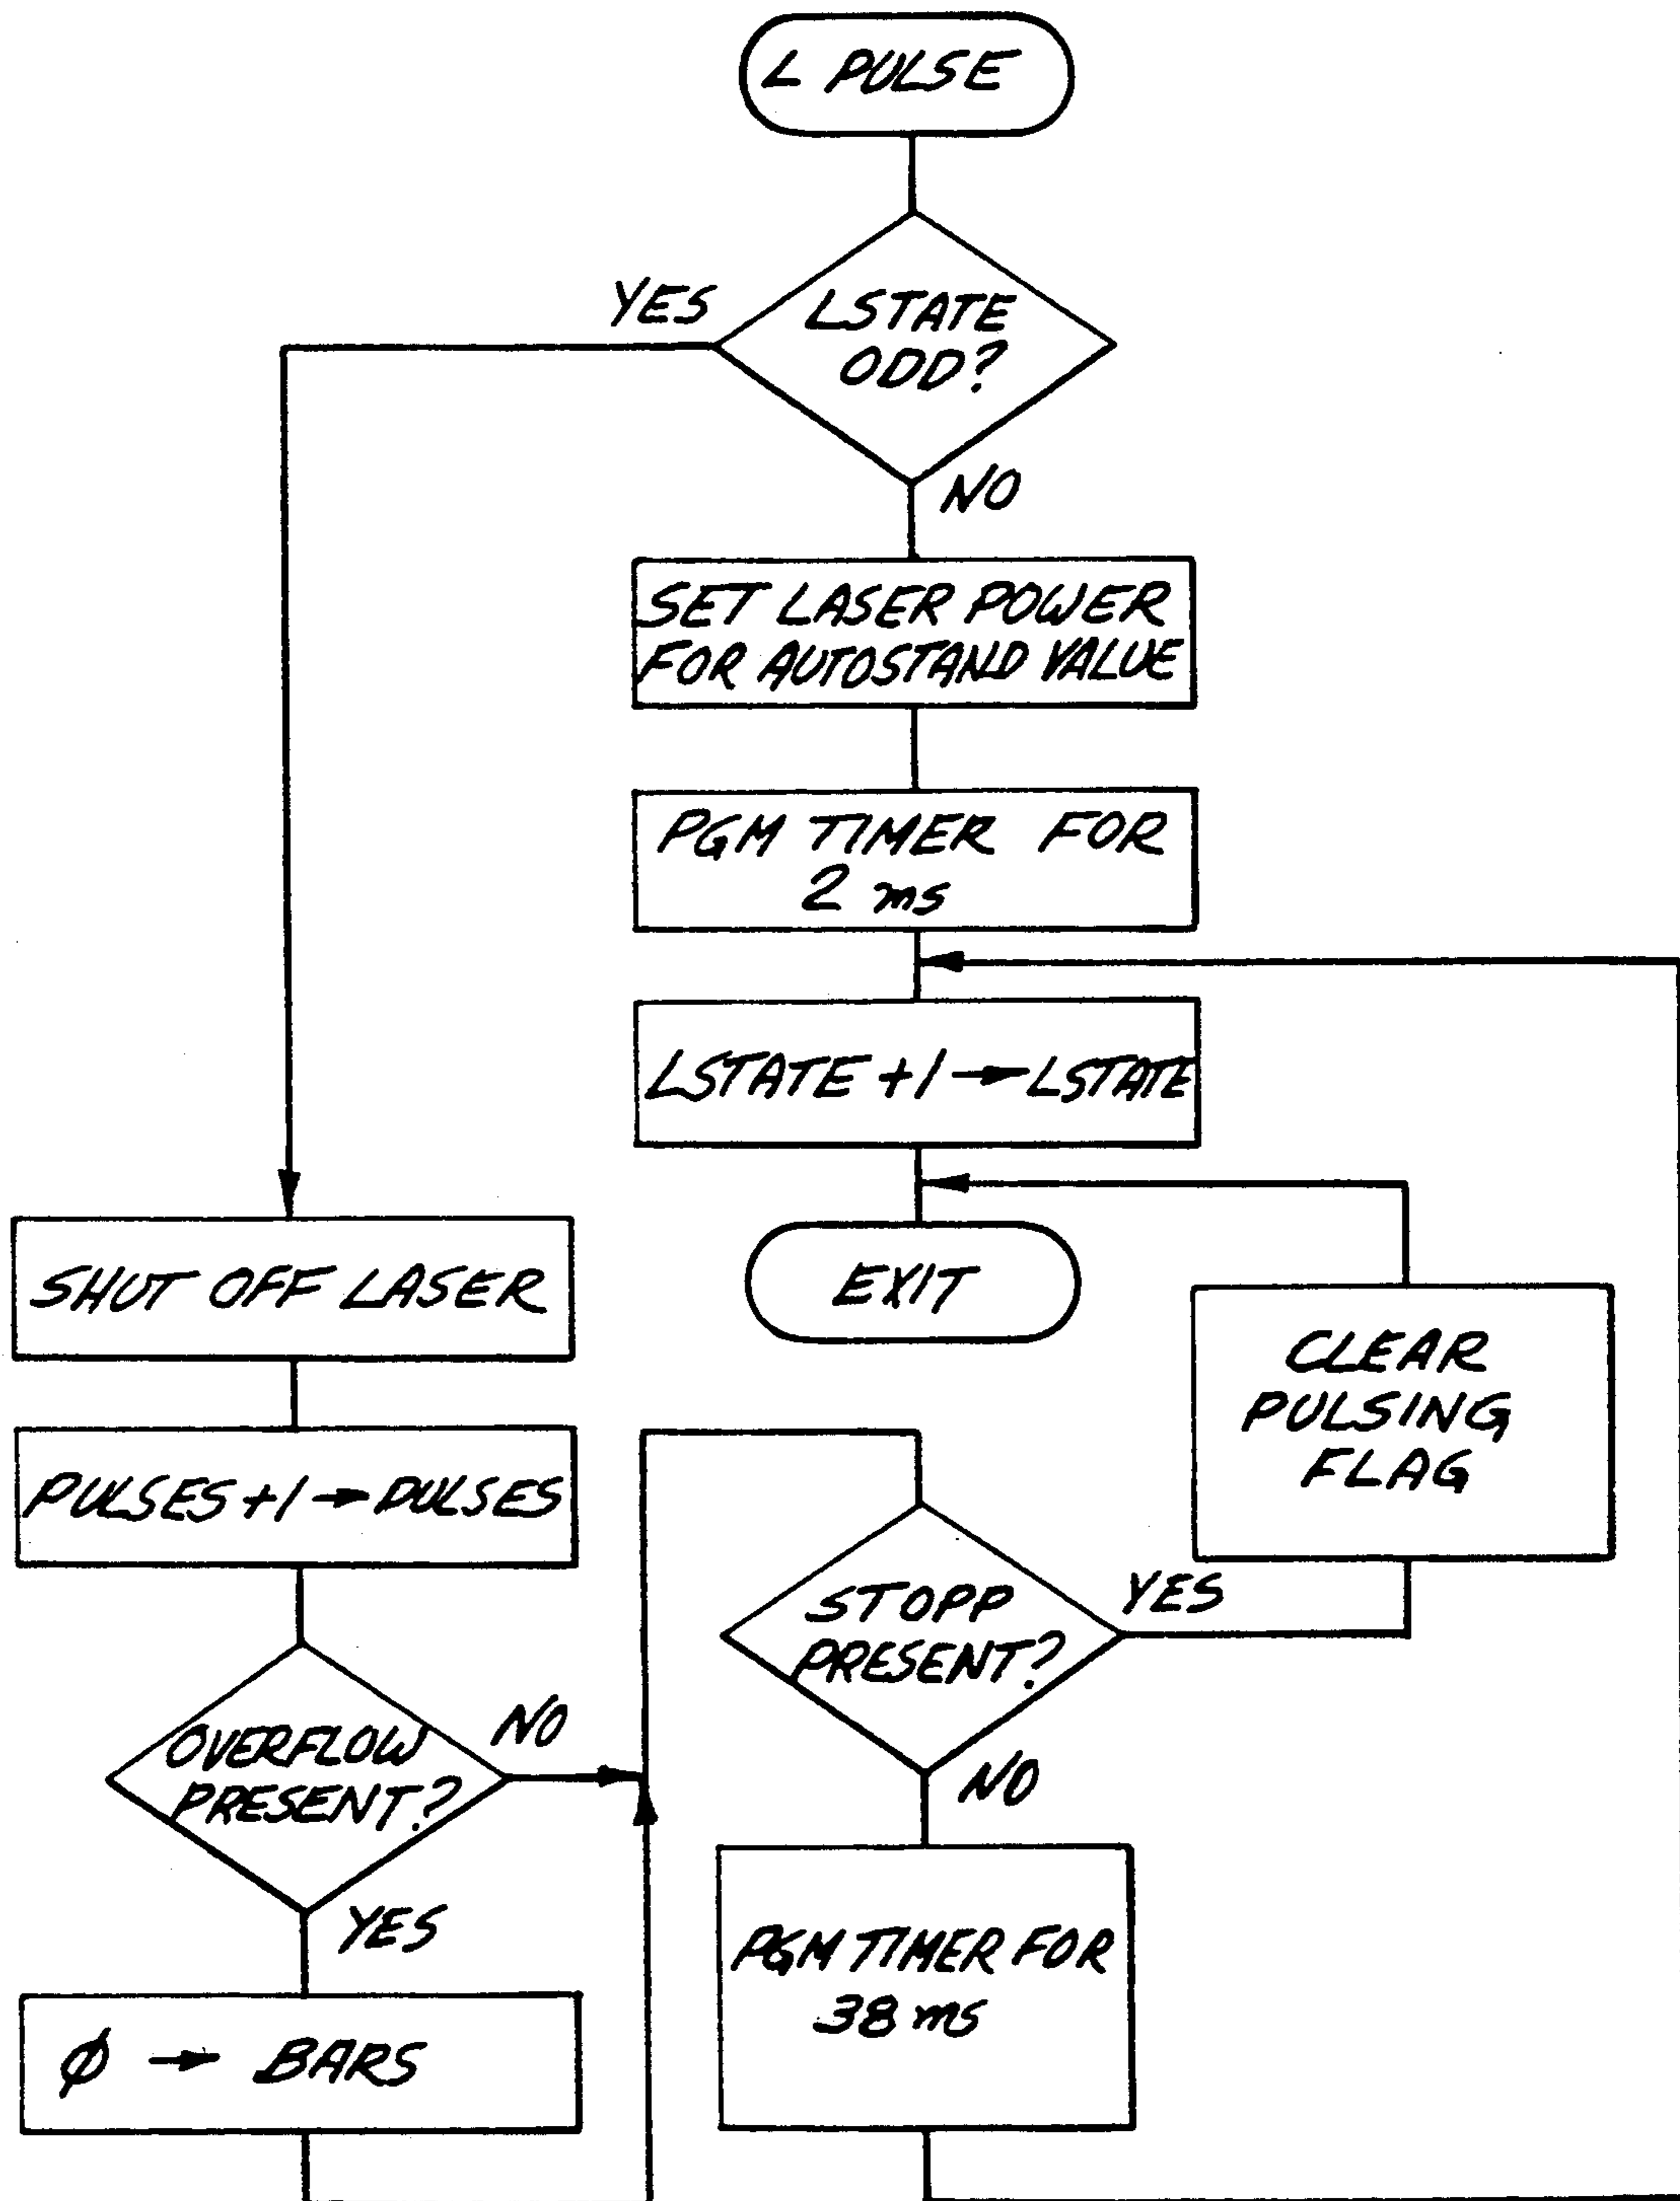 L PULSE
LSTATE
ODD?
YES
NO
SET LASER POWER
FOR AUTOSTAND VALUE
PGM TIMER FOR
2 ms
LSTATE +1 → LSTATE
EXIT
SHUT OFF LASER
PULSES +1 → PULSES
OVERFLOW
PRESENT?
NO
YES
ϕ → BARS
STOPP
PRESENT?
YES
NO
CLEAR
PULSING
FLAG
PGM TIMER FOR
38 ms